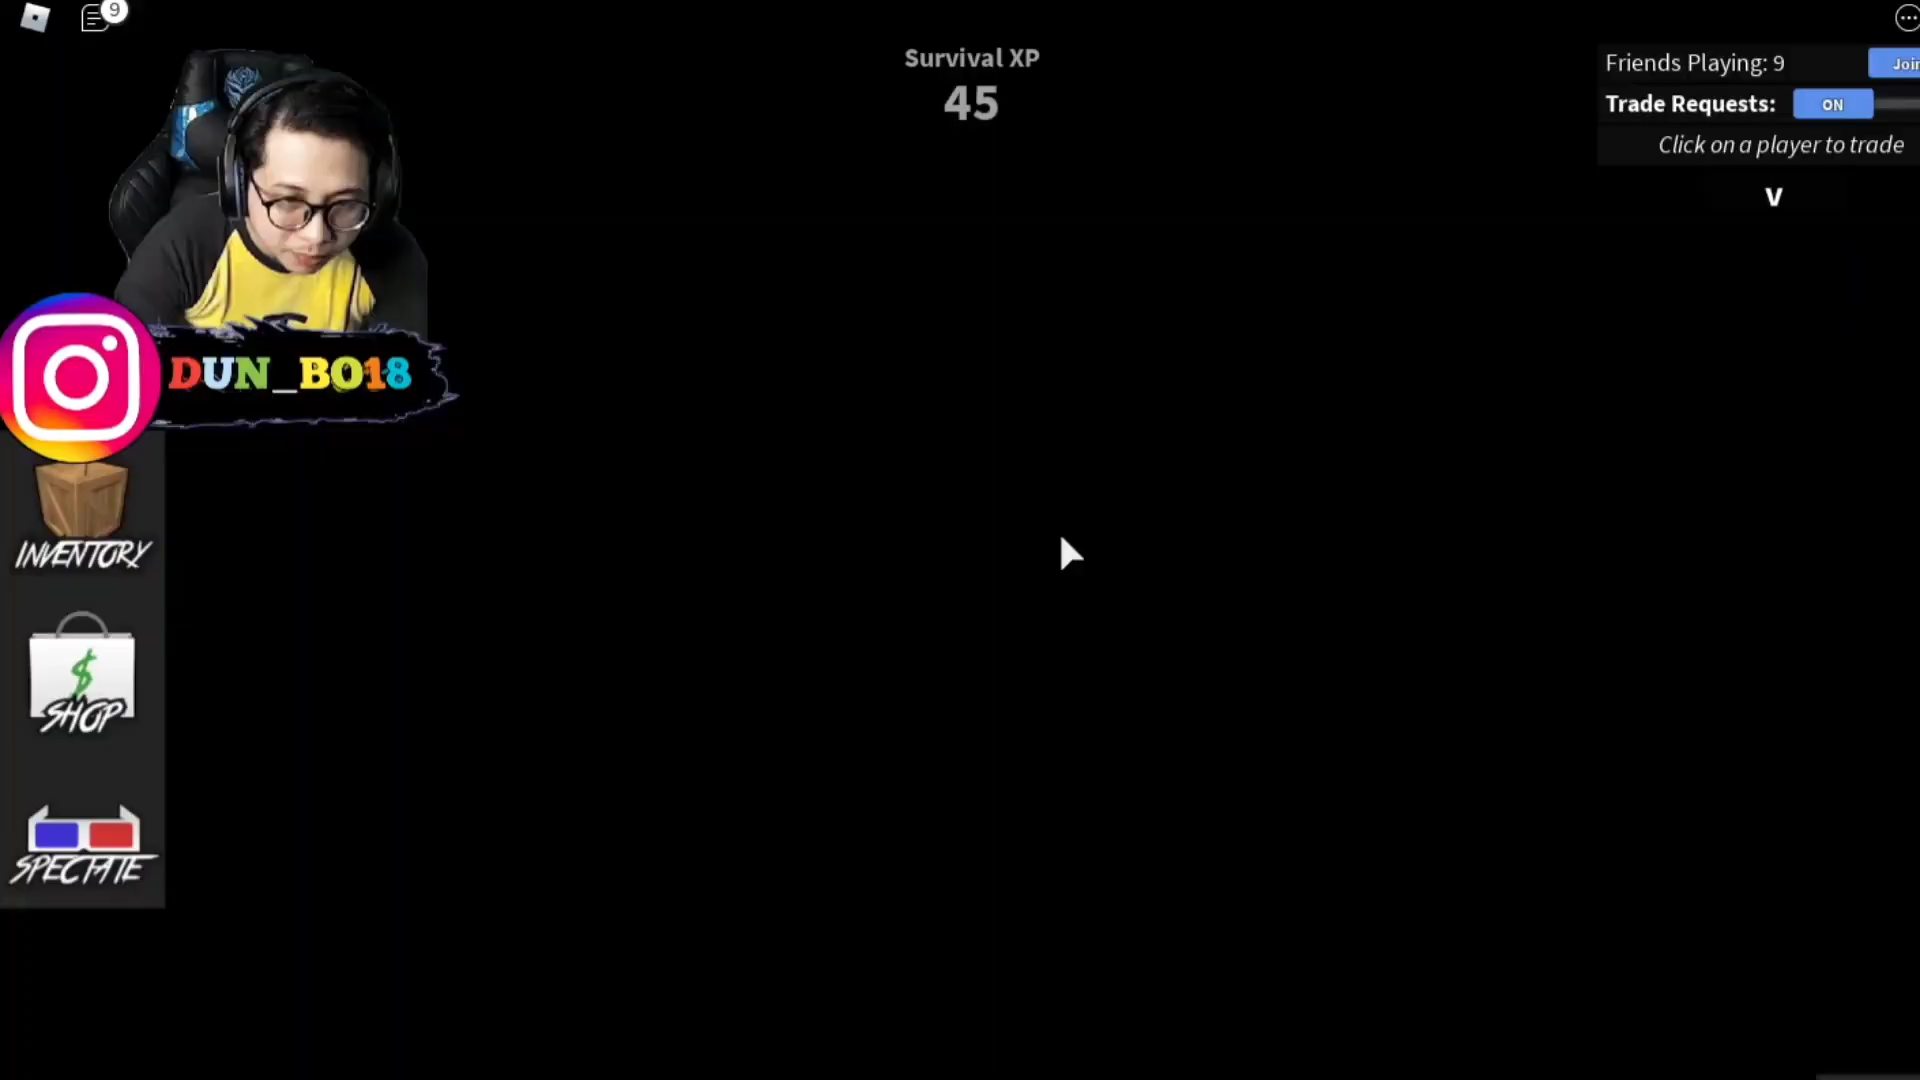 9
Survival XP
45
Friends Playing: 9
Join
Trade Requests: ON
Click on a player to trade
V
DUN_BO18
INVENTORY
$
SHOP
SPECTATE